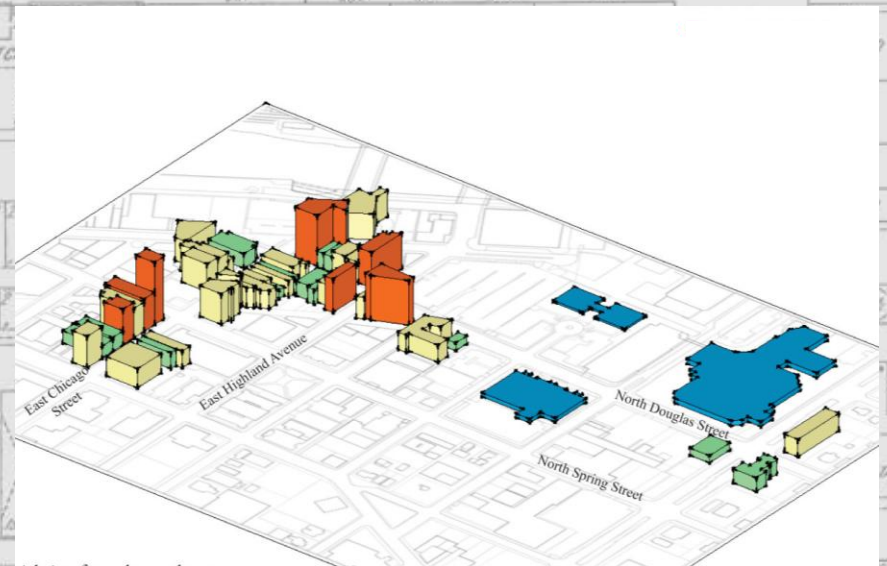 East Chicago
Street
East Highland Avenue
North Douglas Street
North Spring Street